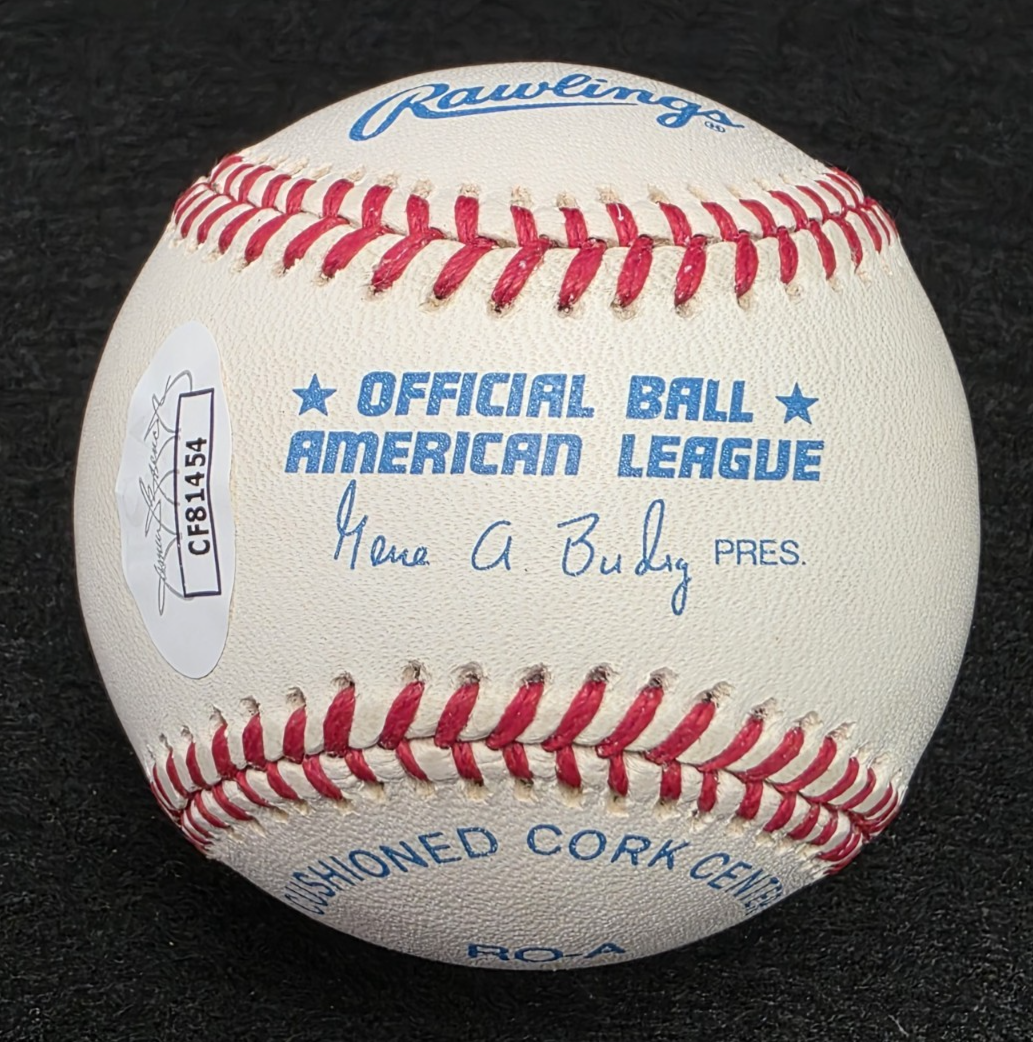 Rawlings®
★ OFFICIAL BALL ★
AMERICAN LEAGUE
Gene A. Budig PRES.
CF81454
CUSHIONED CORK CENTER
RO-A